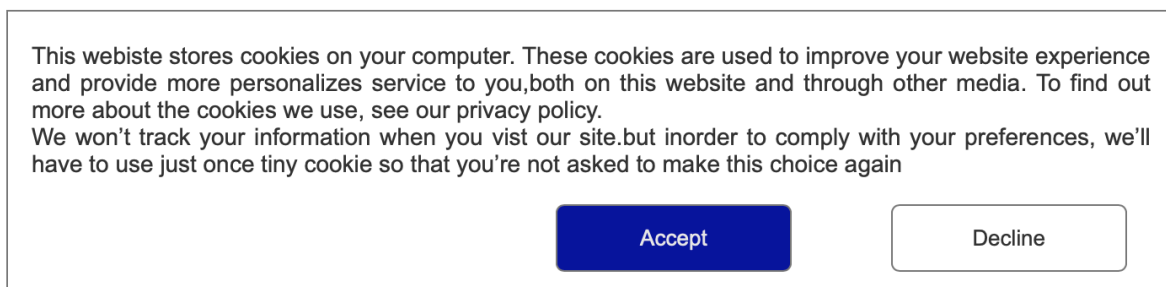 This webiste stores cookies on your computer. These cookies are used to improve your website experience
and provide more personalizes service to you,both on this website and through other media. To find out
more about the cookies we use, see our privacy policy.
We won’t track your information when you vist our site.but inorder to comply with your preferences, we’ll
have to use just once tiny cookie so that you’re not asked to make this choice again
Accept
Decline